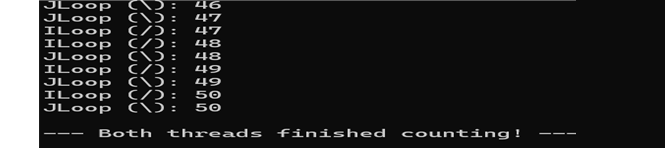 JLoop (\): 46
JLoop (\): 47
ILoop (/): 47
ILoop (/): 48
JLoop (\): 48
ILoop (/): 49
JLoop (\): 49
ILoop (/): 50
JLoop (\): 50
--- Both threads finished counting! ---